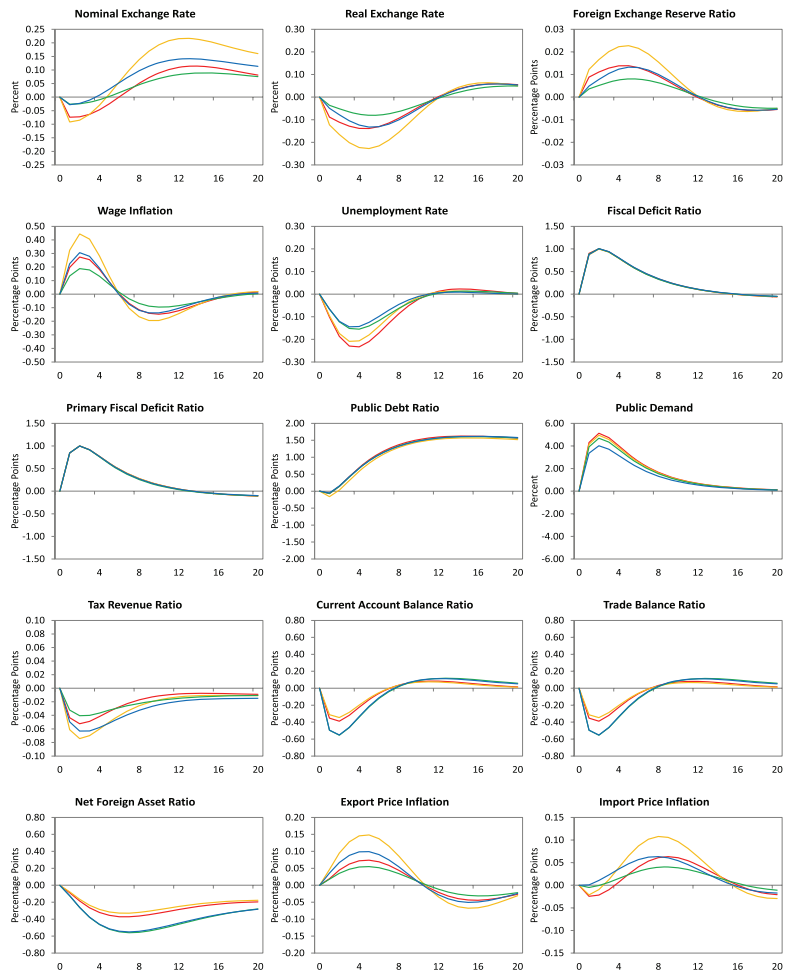 Nominal Exchange Rate
Percent
0.25
0.20
0.15
0.10
0.05
0.00
-0.05
-0.10
-0.15
-0.20
-0.25
0 4 8 12 16 20
Real Exchange Rate
Percent
0.30
0.20
0.10
0.00
-0.10
-0.20
-0.30
0 4 8 12 16 20
Foreign Exchange Reserve Ratio
Percentage Points
0.03
0.02
0.01
0.00
-0.01
-0.02
-0.03
0 4 8 12 16 20
Wage Inflation
Percentage Points
0.50
0.40
0.30
0.20
0.10
0.00
-0.10
-0.20
-0.30
-0.40
-0.50
0 4 8 12 16 20
Unemployment Rate
Percentage Points
0.30
0.20
0.10
0.00
-0.10
-0.20
-0.30
0 4 8 12 16 20
Fiscal Deficit Ratio
Percentage Points
1.50
1.00
0.50
0.00
-0.50
-1.00
-1.50
0 4 8 12 16 20
Primary Fiscal Deficit Ratio
Percentage Points
1.50
1.00
0.50
0.00
-0.50
-1.00
-1.50
0 4 8 12 16 20
Public Debt Ratio
Percentage Points
2.00
1.50
1.00
0.50
0.00
-0.50
-1.00
-1.50
-2.00
0 4 8 12 16 20
Public Demand
Percent
6.00
4.00
2.00
0.00
-2.00
-4.00
-6.00
0 4 8 12 16 20
Tax Revenue Ratio
Percentage Points
0.10
0.08
0.06
0.04
0.02
0.00
-0.02
-0.04
-0.06
-0.08
-0.10
0 4 8 12 16 20
Current Account Balance Ratio
Percentage Points
0.80
0.60
0.40
0.20
0.00
-0.20
-0.40
-0.60
-0.80
0 4 8 12 16 20
Trade Balance Ratio
Percentage Points
0.80
0.60
0.40
0.20
0.00
-0.20
-0.40
-0.60
-0.80
0 4 8 12 16 20
Net Foreign Asset Ratio
Percentage Points
0.80
0.60
0.40
0.20
0.00
-0.20
-0.40
-0.60
-0.80
0 4 8 12 16 20
Export Price Inflation
Percentage Points
0.20
0.15
0.10
0.05
0.00
-0.05
-0.10
-0.15
-0.20
0 4 8 12 16 20
Import Price Inflation
Percentage Points
0.15
0.10
0.05
0.00
-0.05
-0.10
-0.15
0 4 8 12 16 20